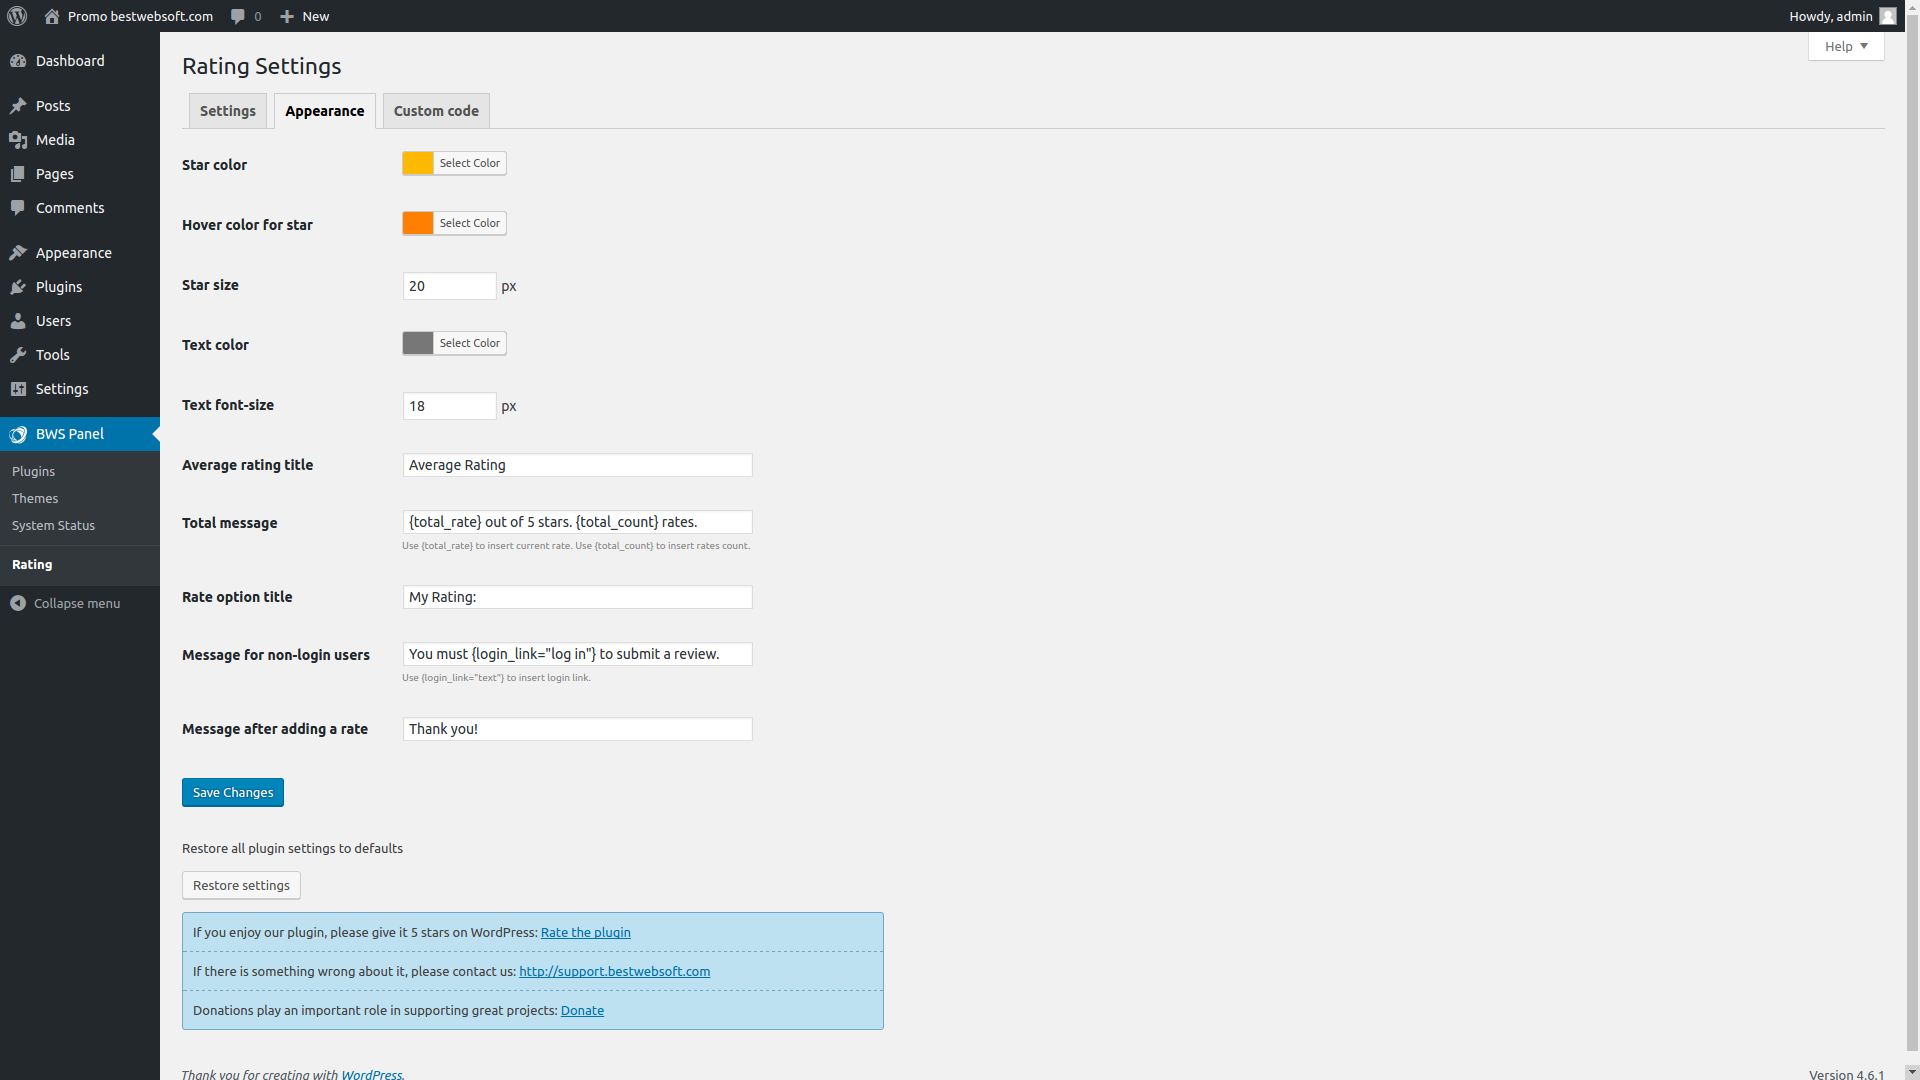 Promo bestwebsoft.com 0 New Howdy, admin
Help
Dashboard
Posts
Media
Pages
Comments
Appearance
Plugins
Users
Tools
Settings
BWS Panel
Plugins
Themes
System Status
Rating
Collapse menu
Rating Settings
Settings Appearance Custom code
Star color Select Color
Hover color for star Select Color
Star size 20 px
Text color Select Color
Text font-size 18 px
Average rating title Average Rating
Total message {total_rate} out of 5 stars. {total_count} rates.
Use {total_rate} to insert current rate. Use {total_count} to insert rates count.
Rate option title My Rating:
Message for non-login users You must {login_link="log in"} to submit a review.
Use {login_link="text"} to insert login link.
Message after adding a rate Thank you!
Save Changes
Restore all plugin settings to defaults
Restore settings
If you enjoy our plugin, please give it 5 stars on WordPress: Rate the plugin
If there is something wrong about it, please contact us: http://support.bestwebsoft.com
Donations play an important role in supporting great projects: Donate
Thank you for creating with WordPress.
Version 4.6.1